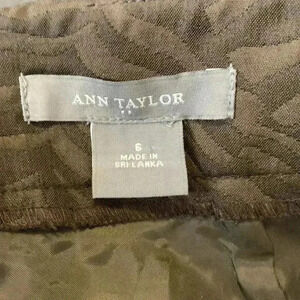 ANN TAYLOR
6
MADE IN
SRI LANKA